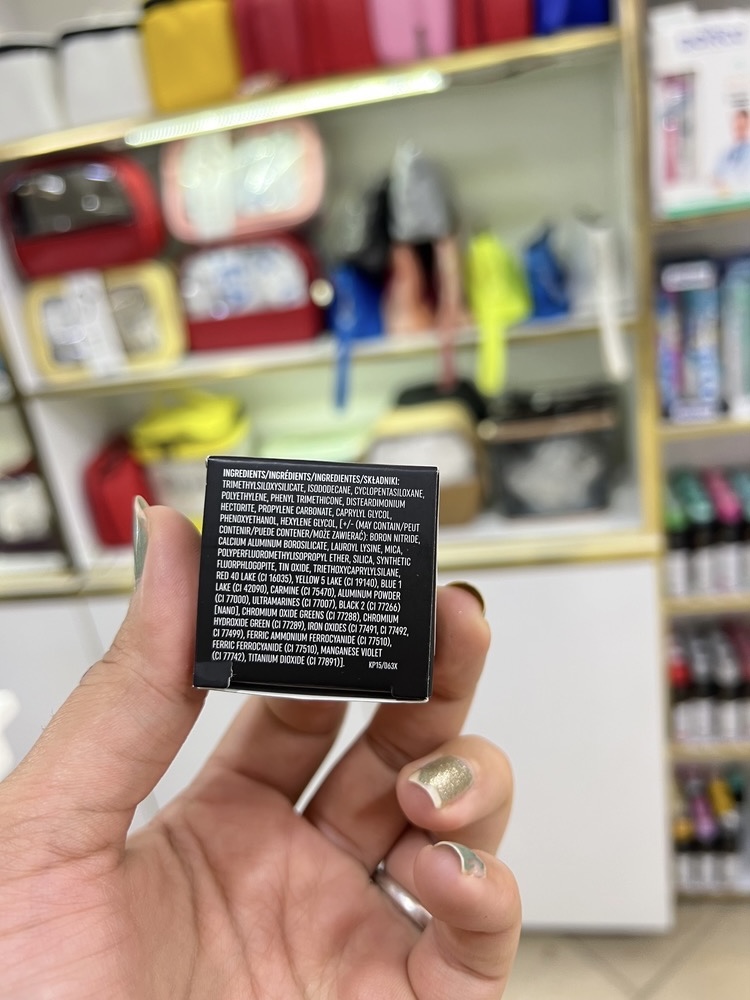 INGREDIENTS/INGRÉDIENTS/INGREDIENTES/SKŁADNIKI:
TRIMETHYLSILOXYSILICATE, ISODODECANE, CYCLOPENTASILOXANE,
POLYETHYLENE, PHENYL TRIMETHICONE, DISTEARDIMONIUM
HECTORITE, PROPYLENE CARBONATE, CAPRYLYL GLYCOL,
PHENOXYETHANOL, HEXYLENE GLYCOL, [+/- (MAY CONTAIN/PEUT
CONTENIR/PUEDE CONTENER/MOŻE ZAWIERAĆ): BORON NITRIDE,
CALCIUM ALUMINUM BOROSILICATE, LAUROYL LYSINE, MICA,
POLYPERFLUOROMETHYLISOPROPYL ETHER, SILICA, SYNTHETIC
FLUORPHLOGOPITE, TIN OXIDE, TRIETHOXYCAPRYLYLSILANE,
RED 40 LAKE (CI 16035), YELLOW 5 LAKE (CI 19140), BLUE 1
LAKE (CI 42090), CARMINE (CI 75470), ALUMINUM POWDER
(CI 77000), ULTRAMARINES (CI 77007), BLACK 2 (CI 77266)
[NANO], CHROMIUM OXIDE GREENS (CI 77288), CHROMIUM
HYDROXIDE GREEN (CI 77289), IRON OXIDES (CI 77491, CI 77492,
CI 77499), FERRIC AMMONIUM FERROCYANIDE (CI 77510),
FERRIC FERROCYANIDE (CI 77510), MANGANESE VIOLET
(CI 77742), TITANIUM DIOXIDE (CI 77891)]. KP15/063X